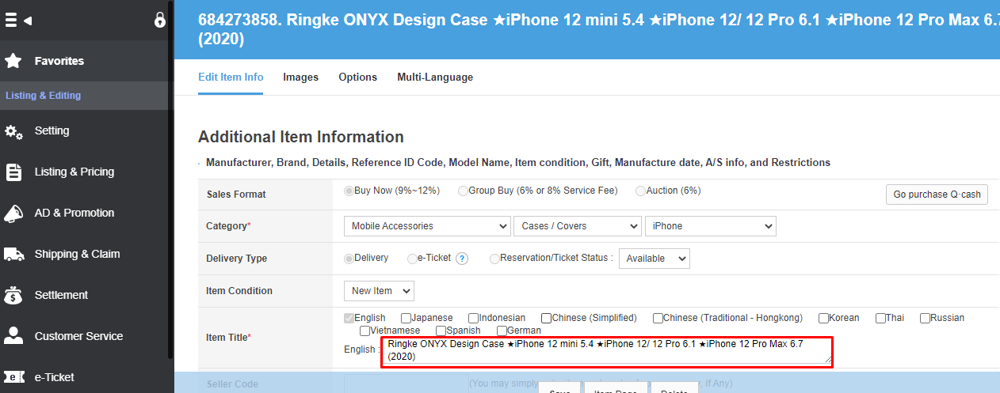 684273858. Ringke ONYX Design Case ★iPhone 12 mini 5.4 ★iPhone 12/ 12 Pro 6.1 ★iPhone 12 Pro Max 6.7
(2020)
Favorites
Listing & Editing
Setting
Listing & Pricing
AD & Promotion
Shipping & Claim
Settlement
Customer Service
e-Ticket
Edit Item Info Images Options Multi-Language
Additional Item Information
Manufacturer, Brand, Details, Reference ID Code, Model Name, Item condition, Gift, Manufacture date, A/S info, and Restrictions
Sales Format Buy Now (9%~12%) Group Buy (6% or 8% Service Fee) Auction (6%) Go purchase Q·cash
Category* Mobile Accessories Cases / Covers iPhone
Delivery Type Delivery e-Ticket ? Reservation/Ticket Status : Available
Item Condition New Item
Item Title* English Japanese Indonesian Chinese (Simplified) Chinese (Traditional - Hongkong) Korean Thai Russian
Vietnamese Spanish German
English : Ringke ONYX Design Case ★iPhone 12 mini 5.4 ★iPhone 12/ 12 Pro 6.1 ★iPhone 12 Pro Max 6.7
(2020)
Seller Code (You may simply If Any)
Save Item Page Delete